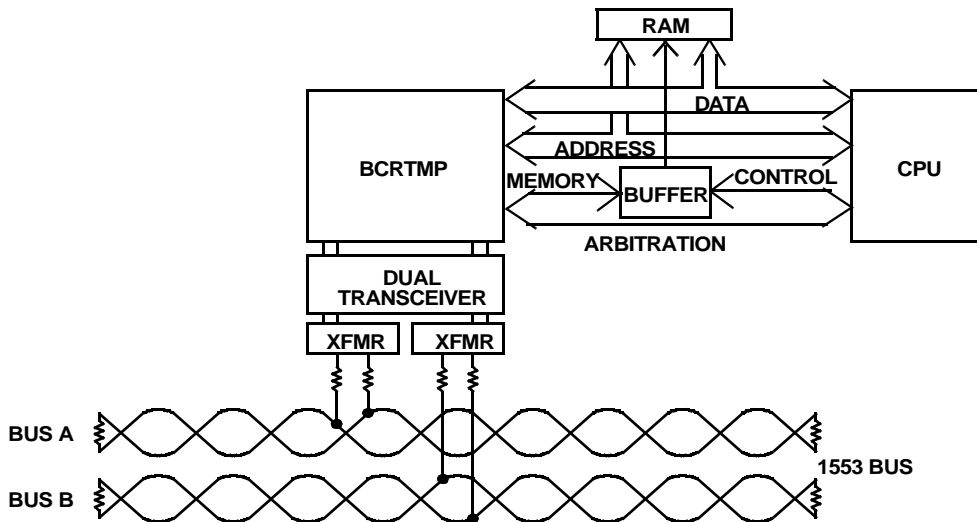 RAM
DATA
BCRTMP
ADDRESS
CPU
MEMORY
CONTROL
BUFFER
ARBITRATION
DUAL
TRANSCEIVER
XFMR
XFMR
BUS A
1553 BUS
BUS B